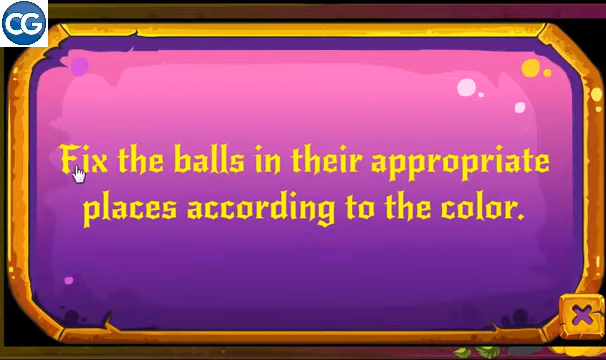 CG
Fix the balls in their appropriate
places according to the color.